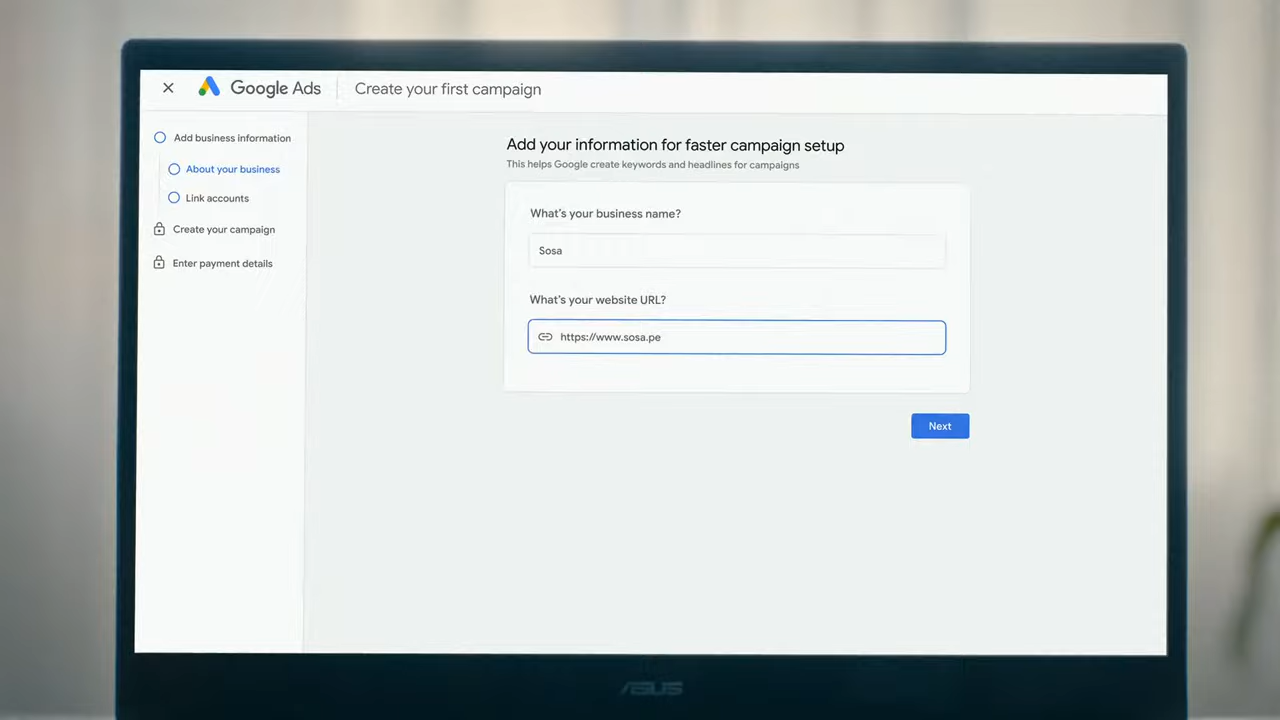 Google Ads
Create your first campaign
Add business information
About your business
Link accounts
Create your campaign
Enter payment details
Add your information for faster campaign setup
This helps Google create keywords and headlines for campaigns
What's your business name?
Sosa
What's your website URL?
https://www.sosa.pe
Next
ASUS